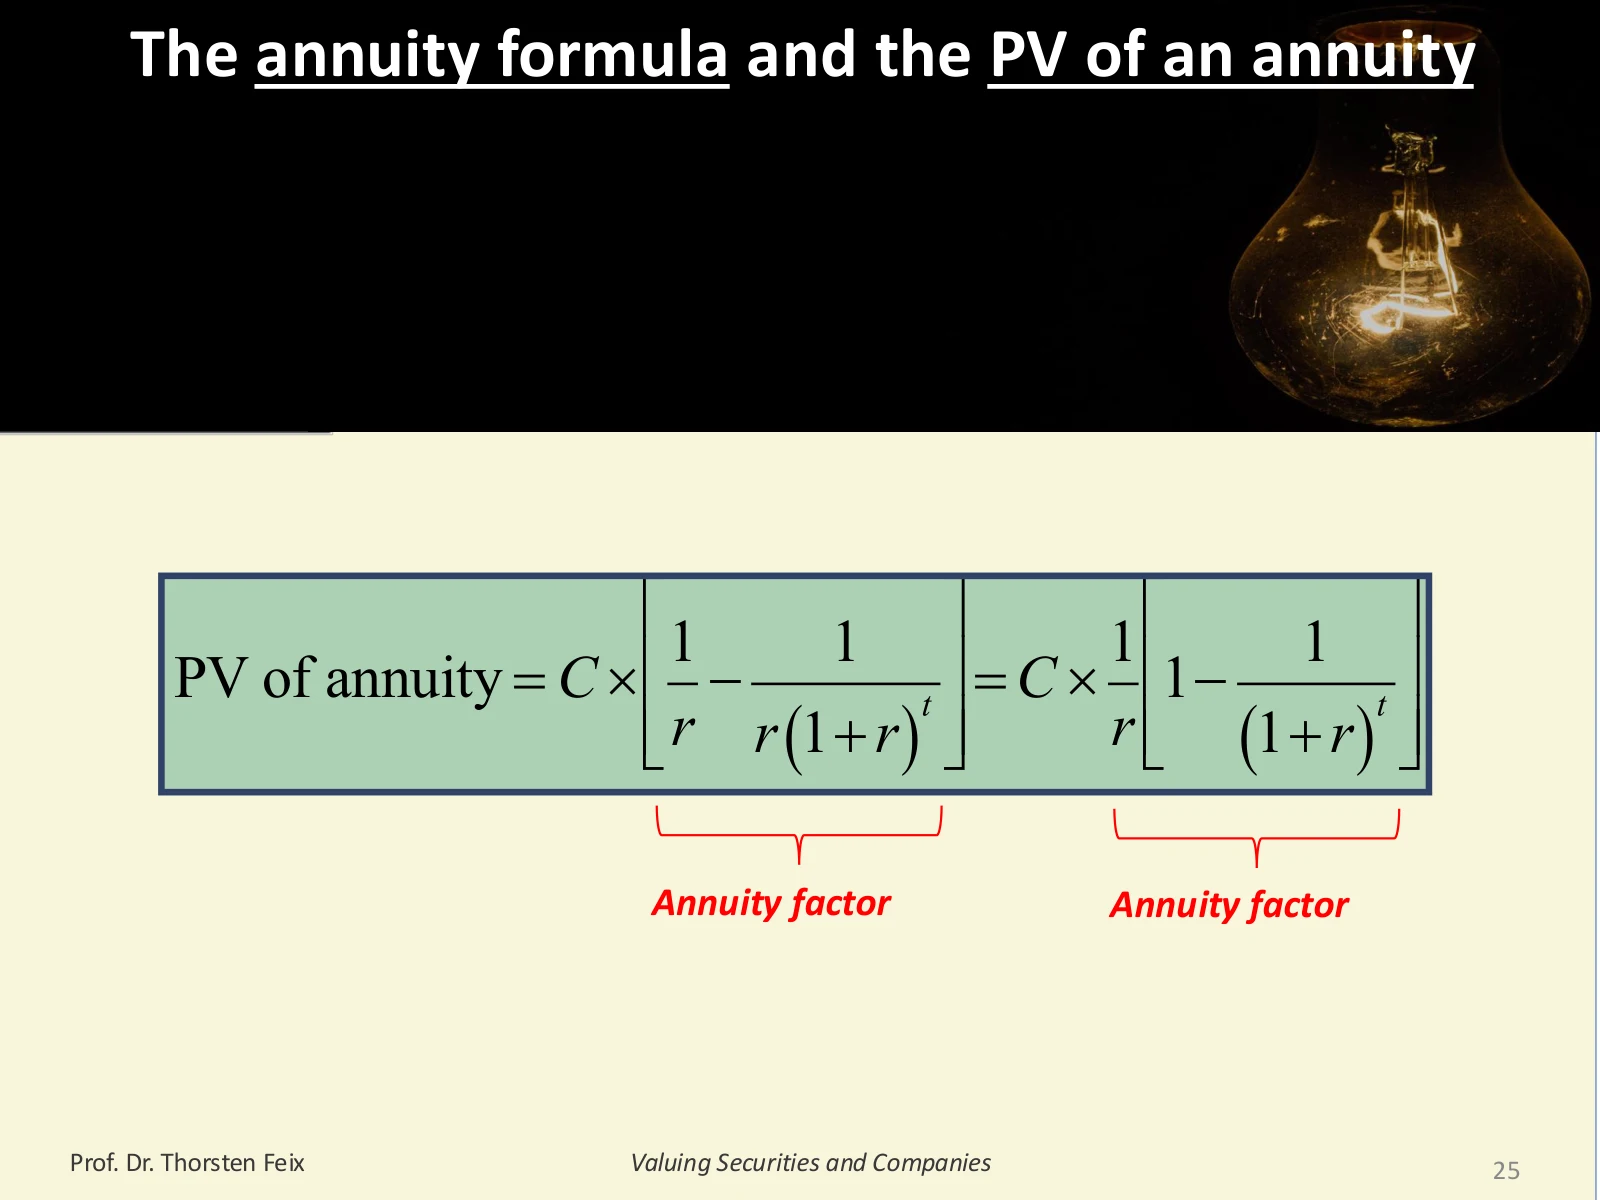 The annuity formula and the PV of an annuity
PV of annuity = C × [1/r − 1/(r(1+r)^t)] = C × 1/r [1 − 1/(1+r)^t]
Annuity factor Annuity factor
Prof. Dr. Thorsten Feix Valuing Securities and Companies 25